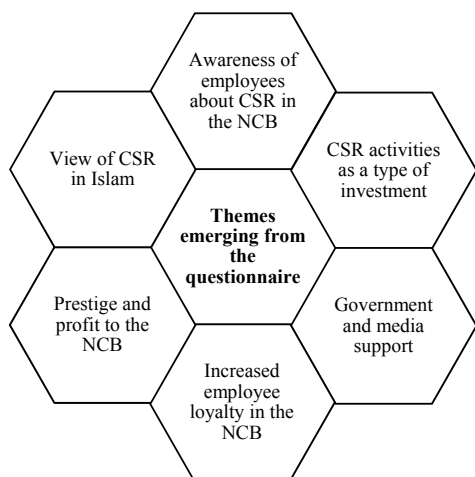 Awareness of
employees
about CSR in
the NCB
View of CSR
in Islam
CSR activities
as a type of
investment
Themes
emerging from
the
questionnaire
Prestige and
profit to the
NCB
Government
and media
support
Increased
employee
loyalty in the
NCB